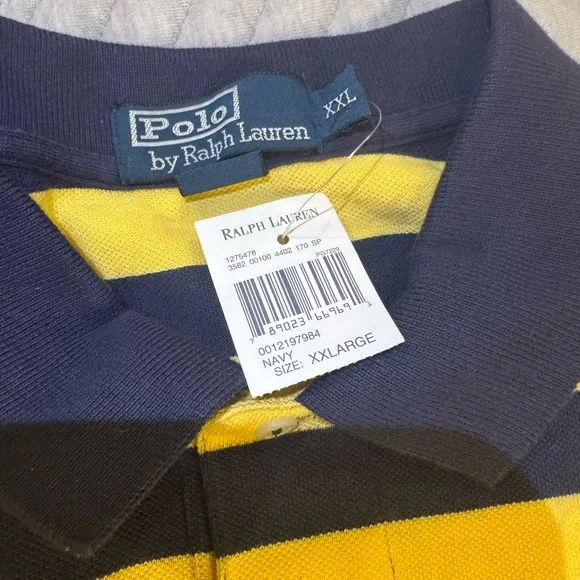 Polo
by Ralph Lauren
XXL
RALPH LAUREN
1275478
3582 00100 4402 170 SP
PG7229
7 89023 66969 3
0012197984
NAVY
SIZE: XXLARGE